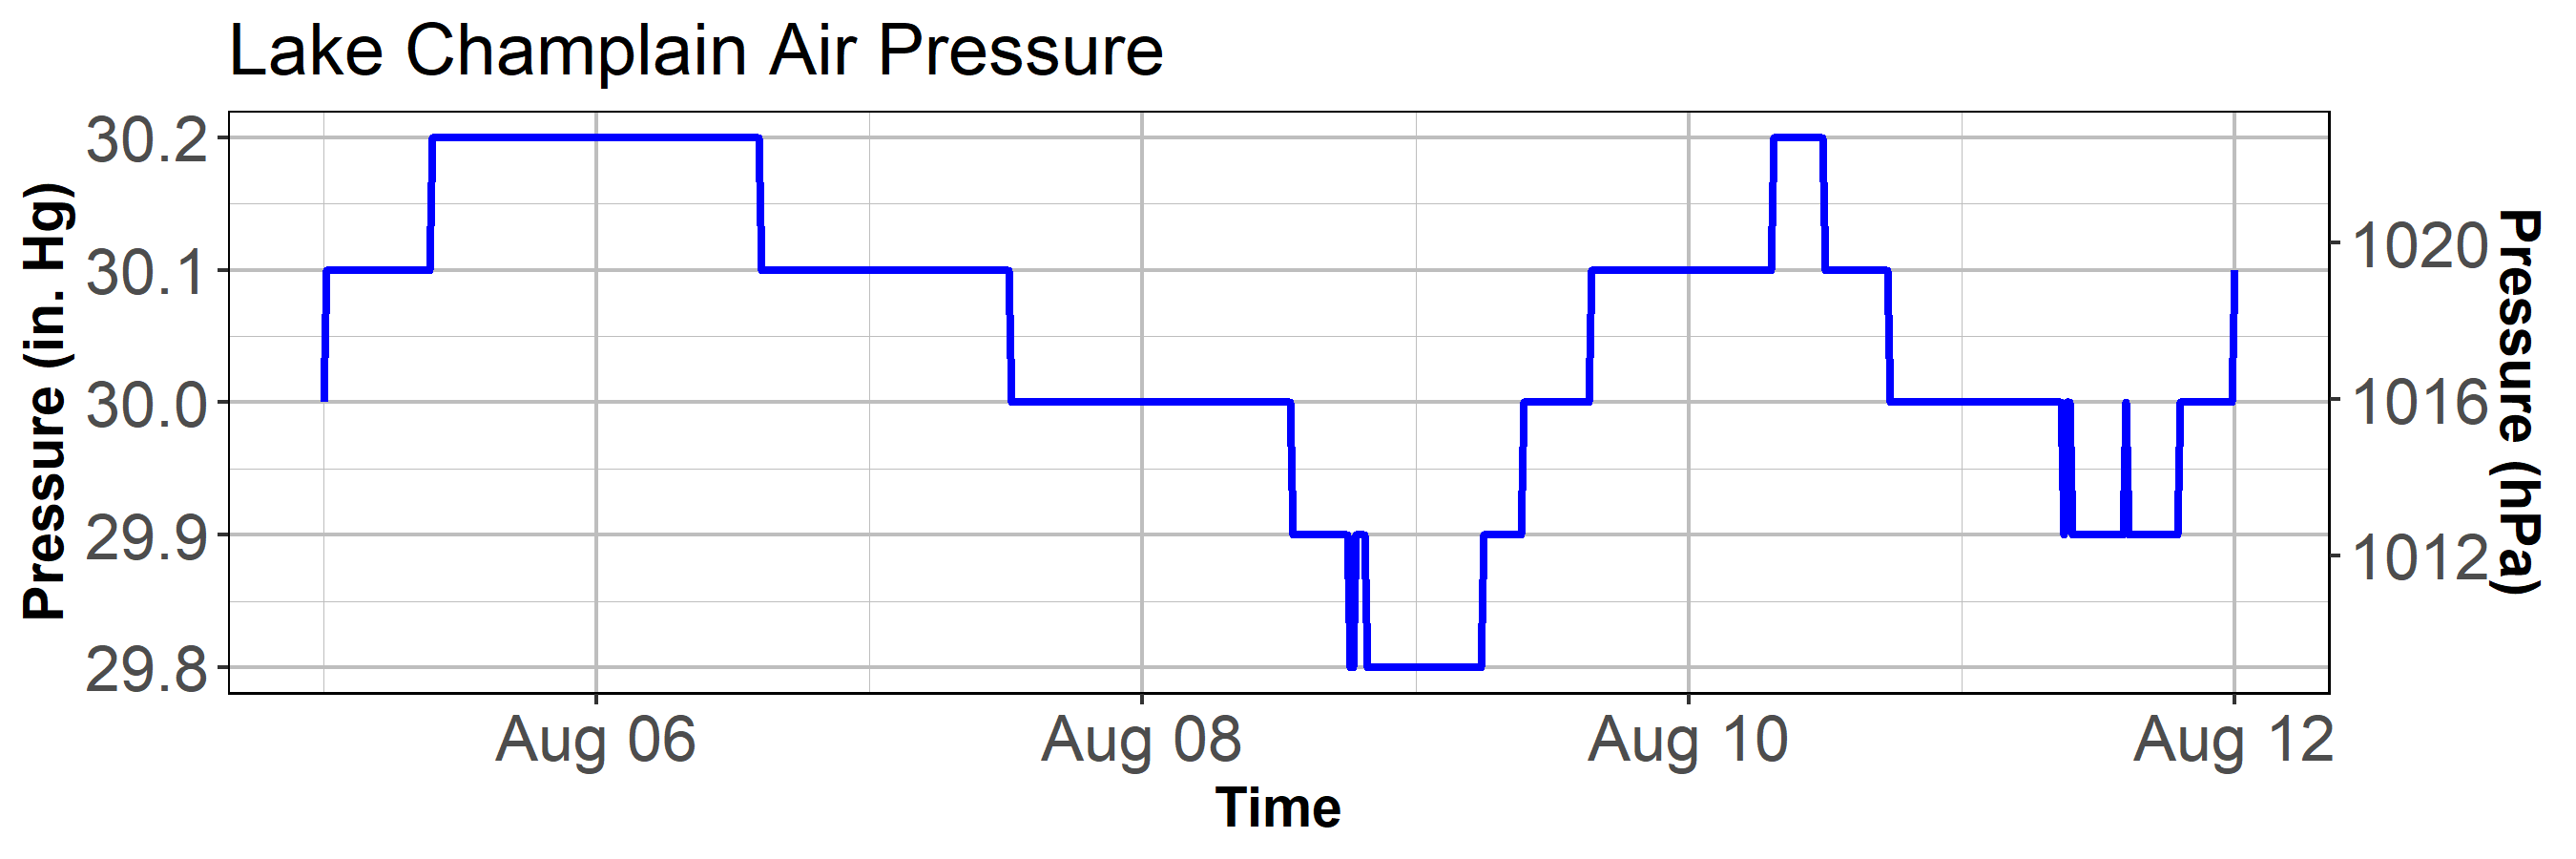 Lake Champlain Air Pressure
Pressure (in. Hg)
30.2
30.1
30.0
29.9
29.8
1020
1016
1012
Pressure (hPa)
Aug 06
Aug 08
Aug 10
Aug 12
Time